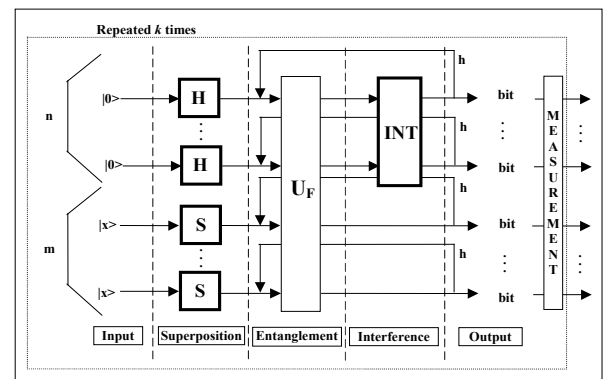 Repeated k times
h
n
|0> H bit
INT
h
|0> H bit
U_F
h
m
|x> S bit
h
|x> S bit
MEASUREMENT
Input Superposition Entanglement Interference Output